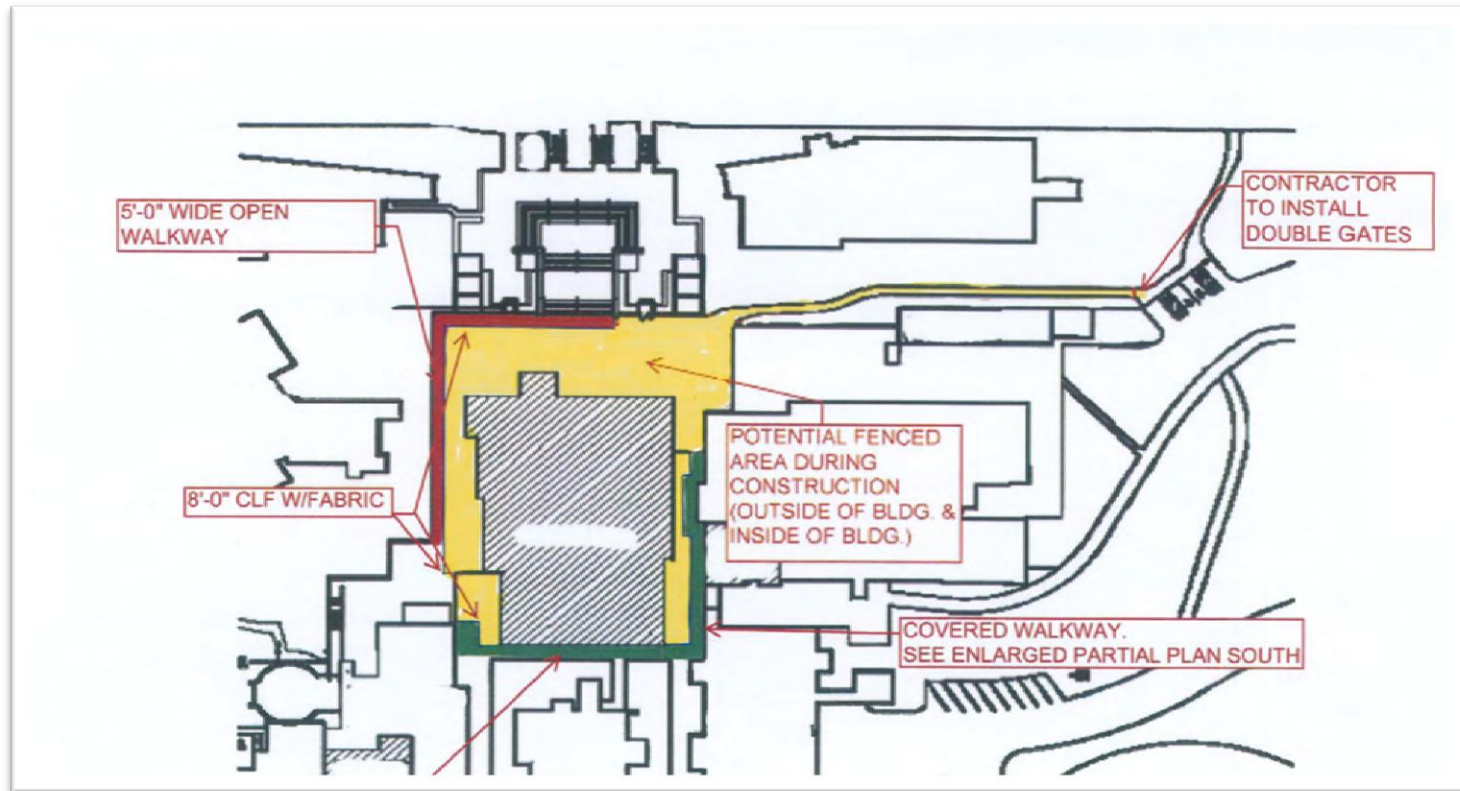 5'-0" WIDE OPEN
WALKWAY
CONTRACTOR
TO INSTALL
DOUBLE GATES
POTENTIAL FENCED
AREA DURING
CONSTRUCTION
(OUTSIDE OF BLDG. &
INSIDE OF BLDG.)
8'-0" CLF W/FABRIC
COVERED WALKWAY.
SEE ENLARGED PARTIAL PLAN SOUTH